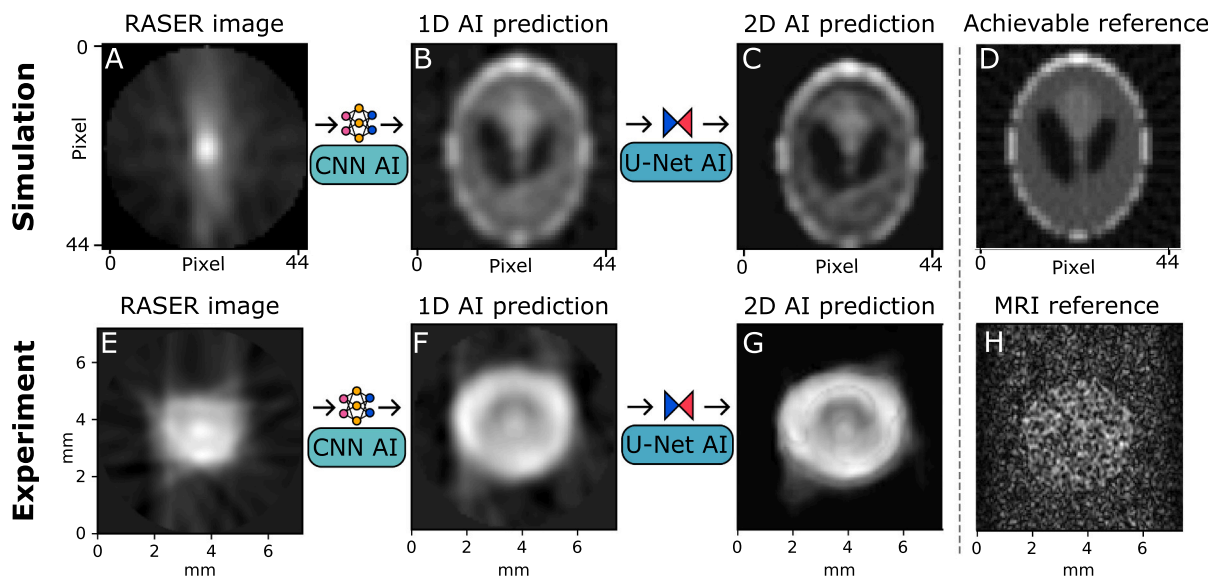 RASER image
1D AI prediction
2D AI prediction
Achievable reference
Simulation
A
B
C
D
0
Pixel
44
CNN AI
U-Net AI
0
Pixel
44
0
Pixel
44
0
Pixel
44
0
Pixel
44
RASER image
1D AI prediction
2D AI prediction
MRI reference
Experiment
E
F
G
H
6
4
mm
2
0
CNN AI
U-Net AI
0 2 4 6
mm
0 2 4 6
mm
0 2 4 6
mm
0 2 4 6
mm